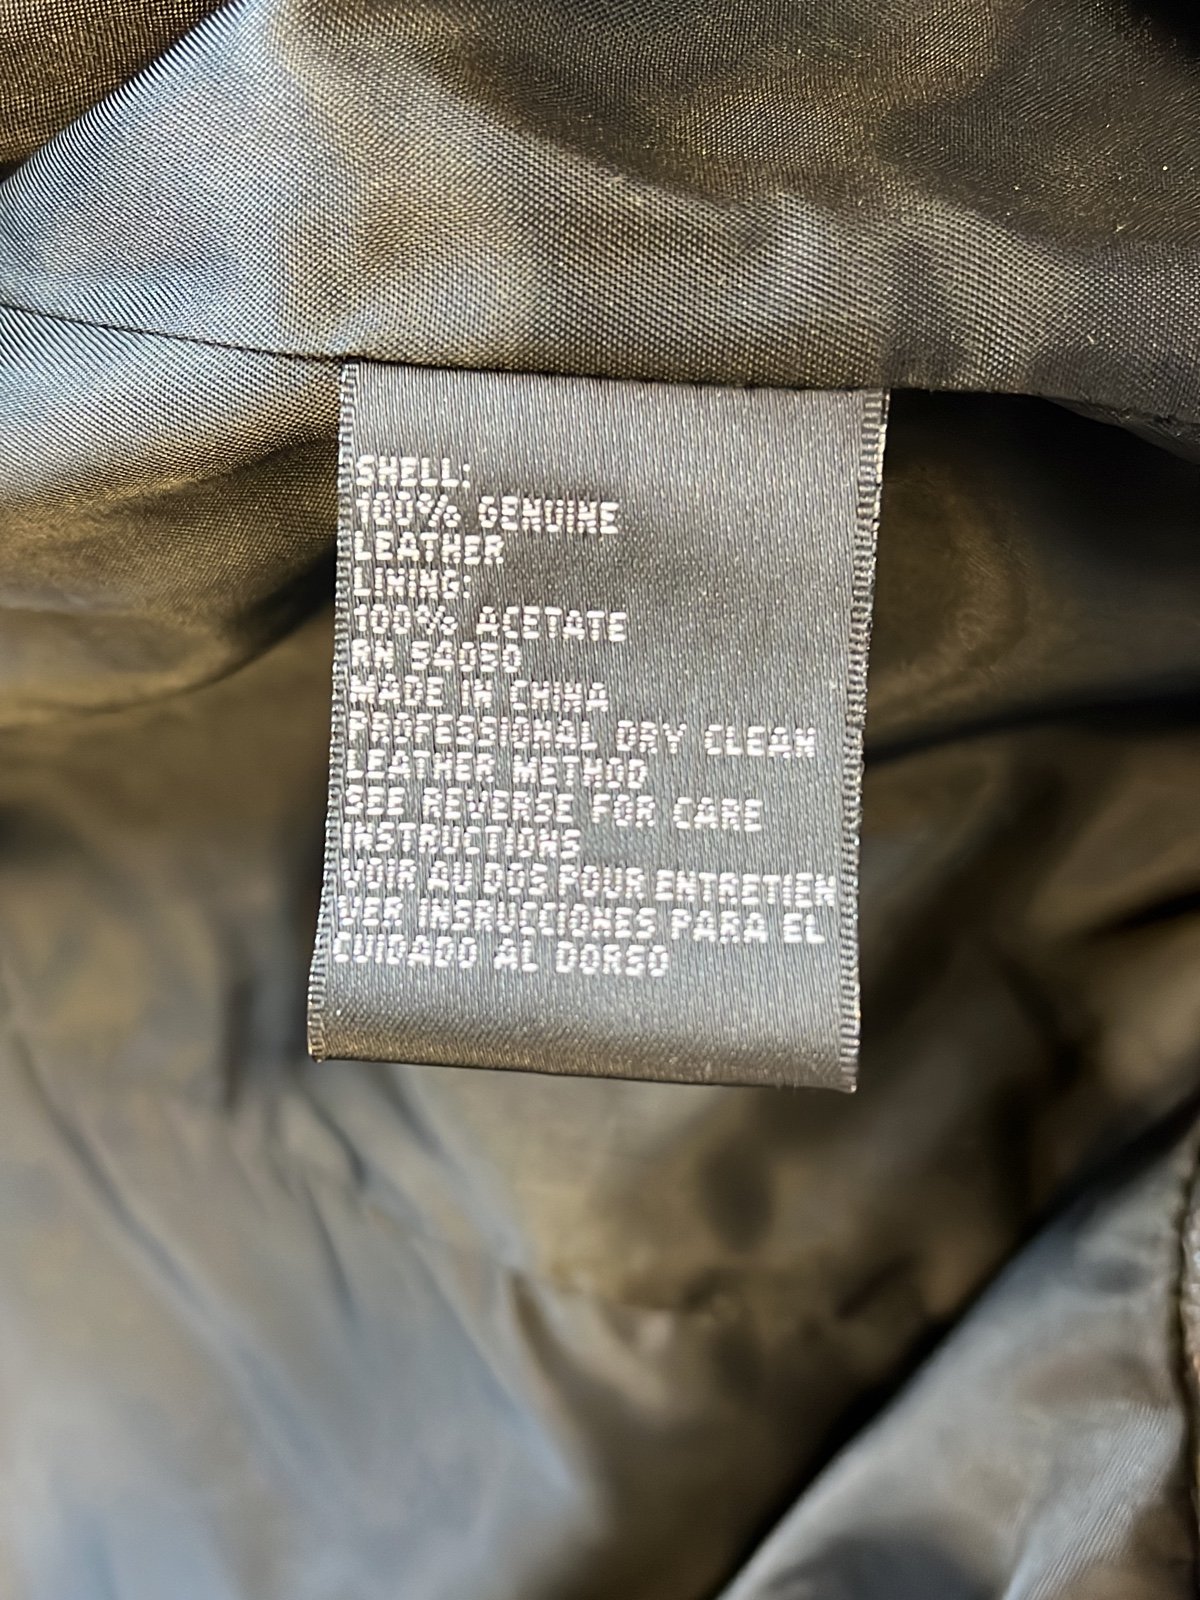 SHELL:
100% GENUINE
LEATHER
LINING:
100% ACETATE
RN 54050
MADE IN CHINA
PROFESSIONAL DRY CLEAN
LEATHER METHOD
SEE REVERSE FOR CARE
INSTRUCTIONS
VOIR AU DOS POUR ENTRETIEN
VER INSRUCCIONES PARA EL
CUIDADO AL DORSO